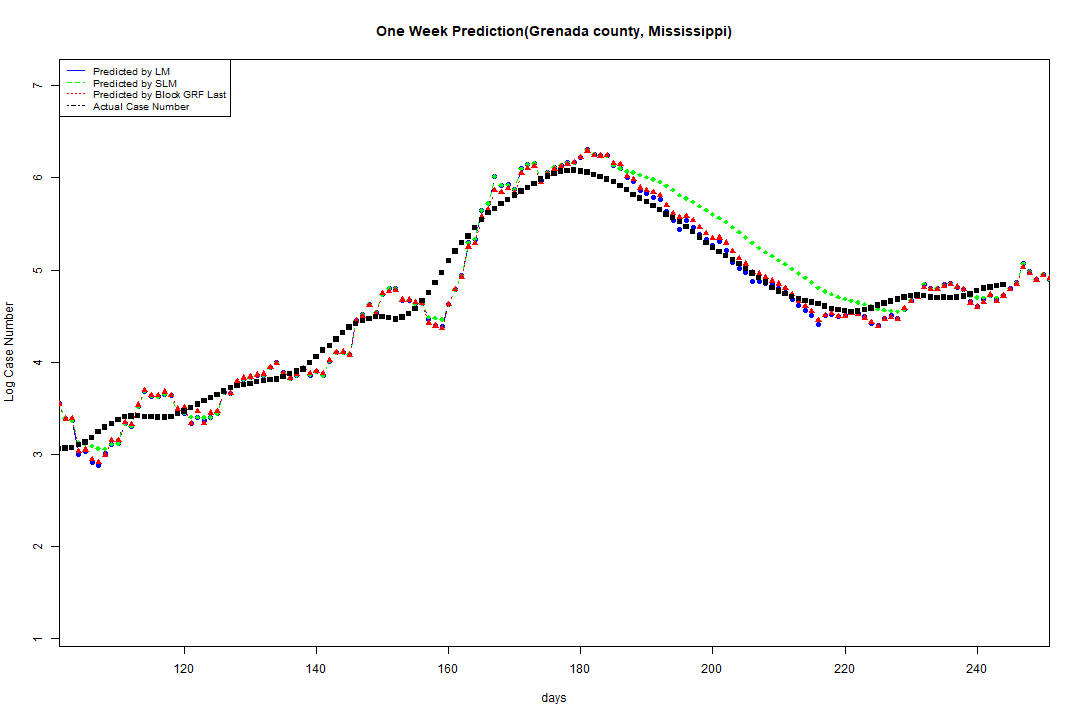 One Week Prediction(Grenada county, Mississippi)
Predicted by LM
Predicted by SLM
Predicted by Block GRF Last
Actual Case Number
7
6
5
4
3
2
1
Log Case Number
120 140 160 180 200 220 240
days